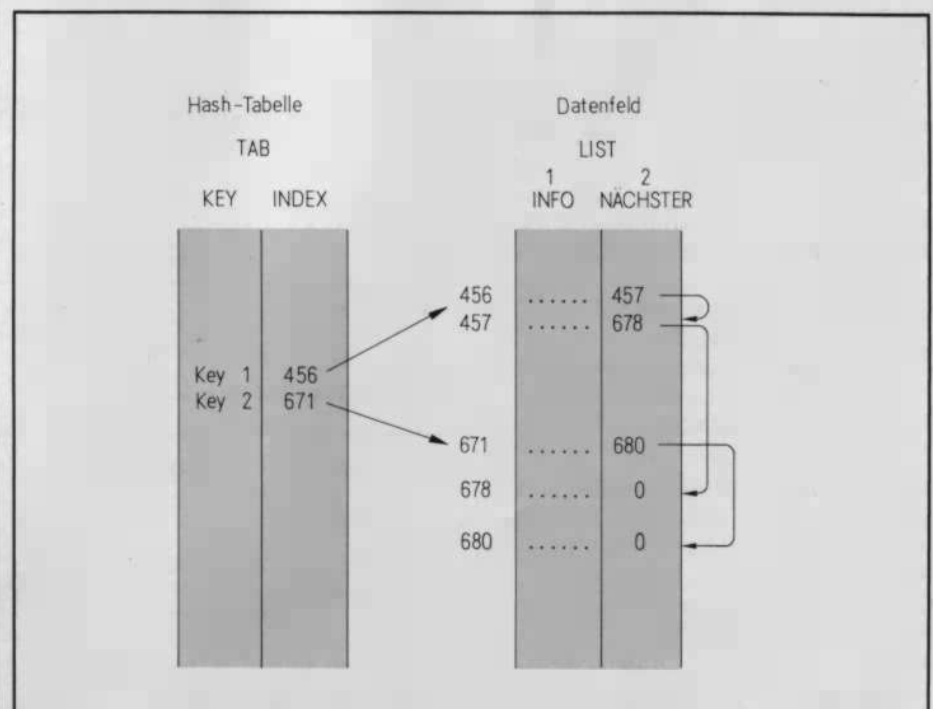 Hash-Tabelle
TAB
KEY INDEX
Key 1 456
Key 2 671
Datenfeld
LIST
1 2
INFO NÄCHSTER
456 ...... 457
457 ...... 678
671 ...... 680
678 ...... 0
680 ...... 0